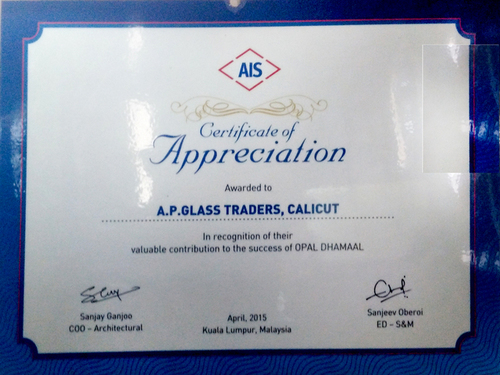 AIS
Certificate of
Appreciation
Awarded to
A.P.GLASS TRADERS, CALICUT
In recognition of their
valuable contribution to the success of OPAL DHAMAAL
Sanjay Ganjoo
COO - Architectural
April, 2015
Kuala Lumpur, Malaysia
Sanjeev Oberoi
ED - S&M